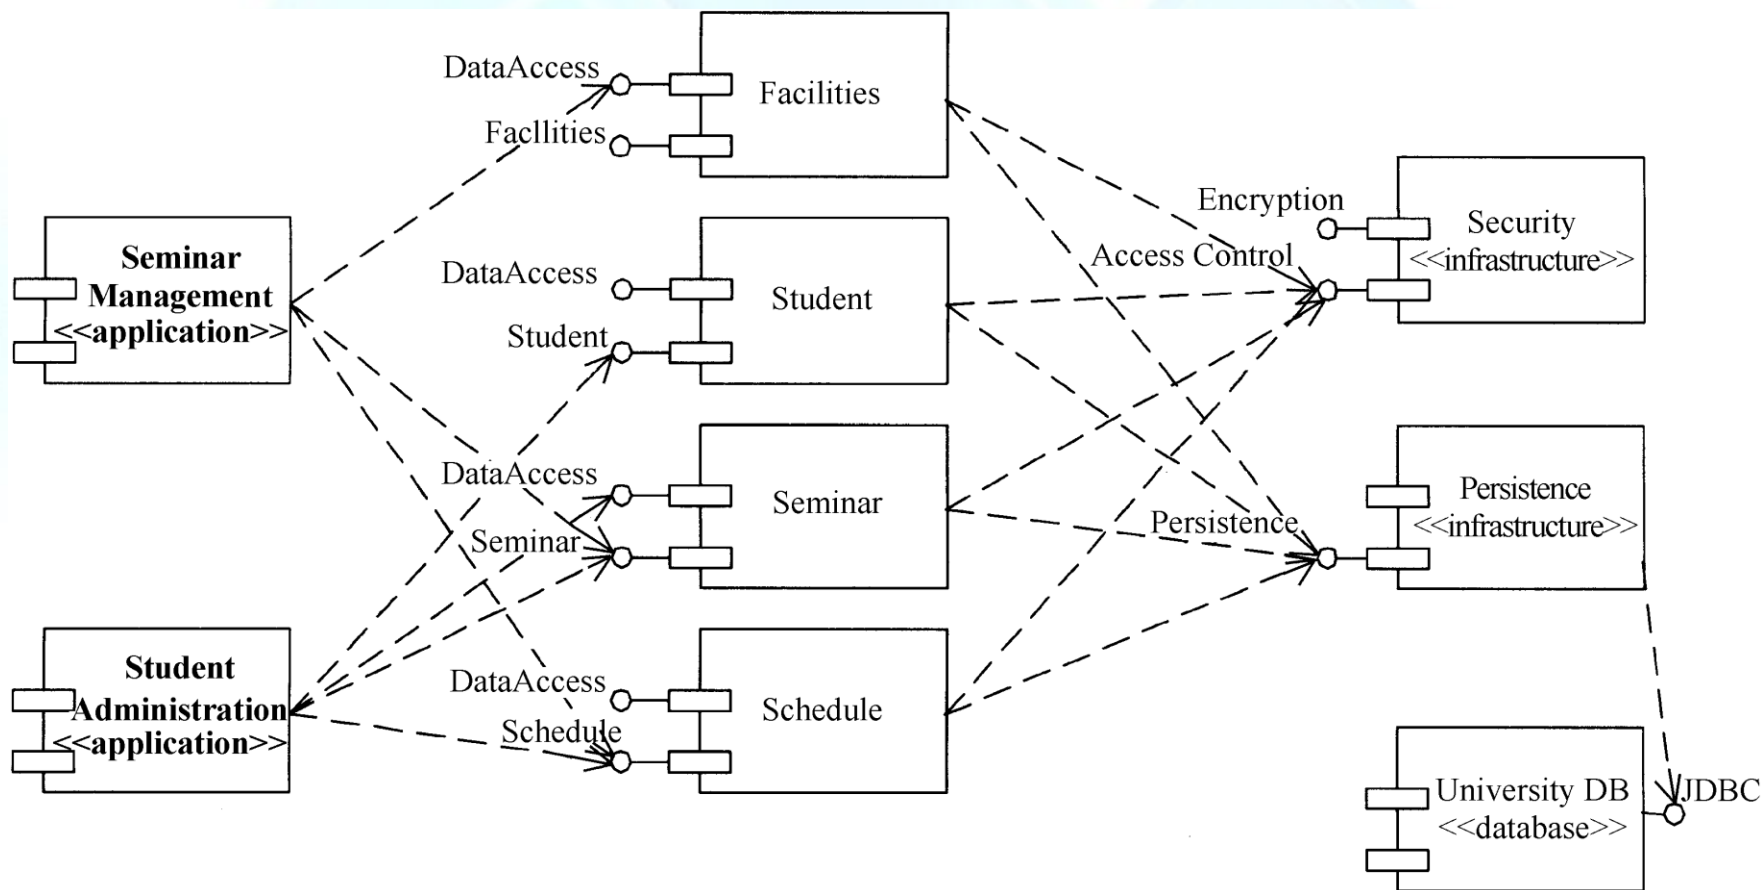 DataAccess
Facllities
Facilities
Encryption
Security
<<infrastructure>>
Access Control
Seminar
Management
<<application>>
DataAccess
Student
Student
DataAccess
Seminar
Seminar
Persistence
Persistence
<<infrastructure>>
Student
Administration
<<application>>
DataAccess
Schedule
Schedule
University DB
<<database>>
JDBC